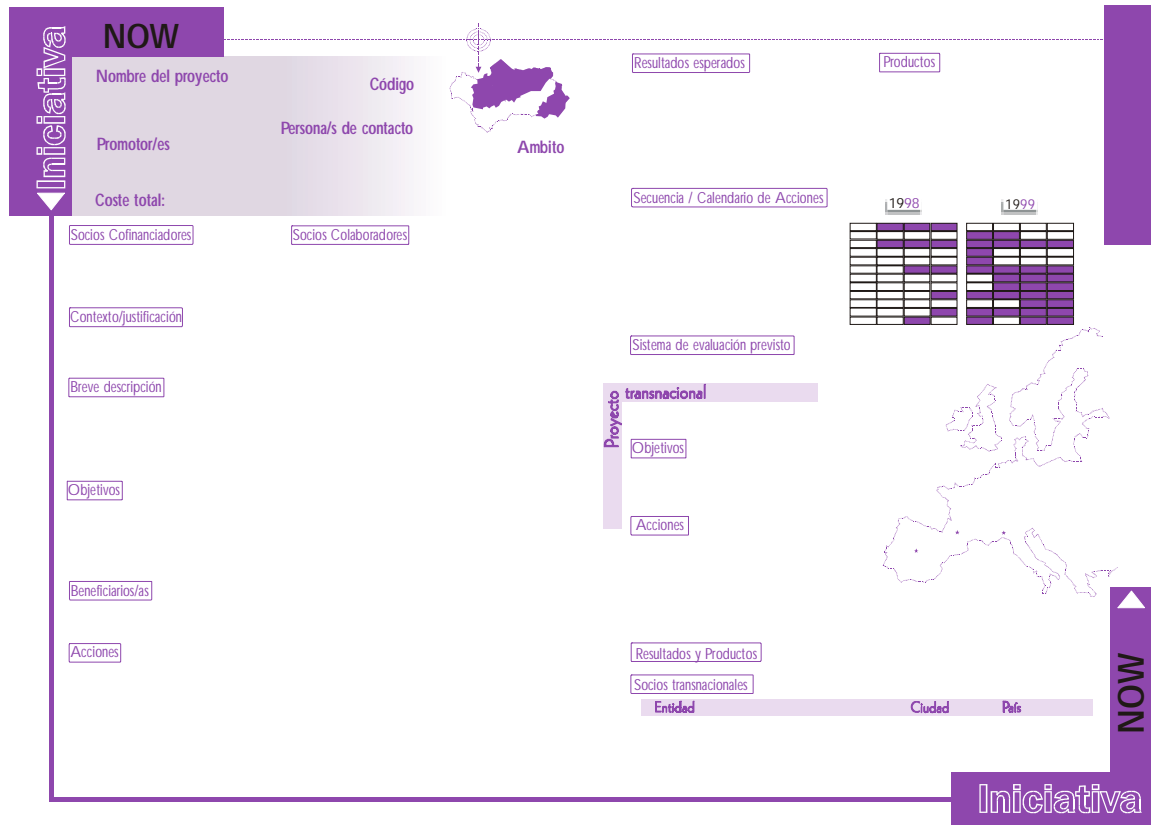 Iniciativa
NOW
Nombre del proyecto
Código
Persona/s de contacto
Promotor/es
Ambito
Coste total:
Socios Cofinanciadores
Socios Colaboradores
Contexto/justificación
Breve descripción
Objetivos
Beneficiarios/as
Acciones
Resultados esperados
Productos
Secuencia / Calendario de Acciones
1998
1999
Sistema de evaluación previsto
Proyecto
transnacional
Objetivos
Acciones
Resultados y Productos
Socios transnacionales
Entidad Ciudad País
NOW
Iniciativa